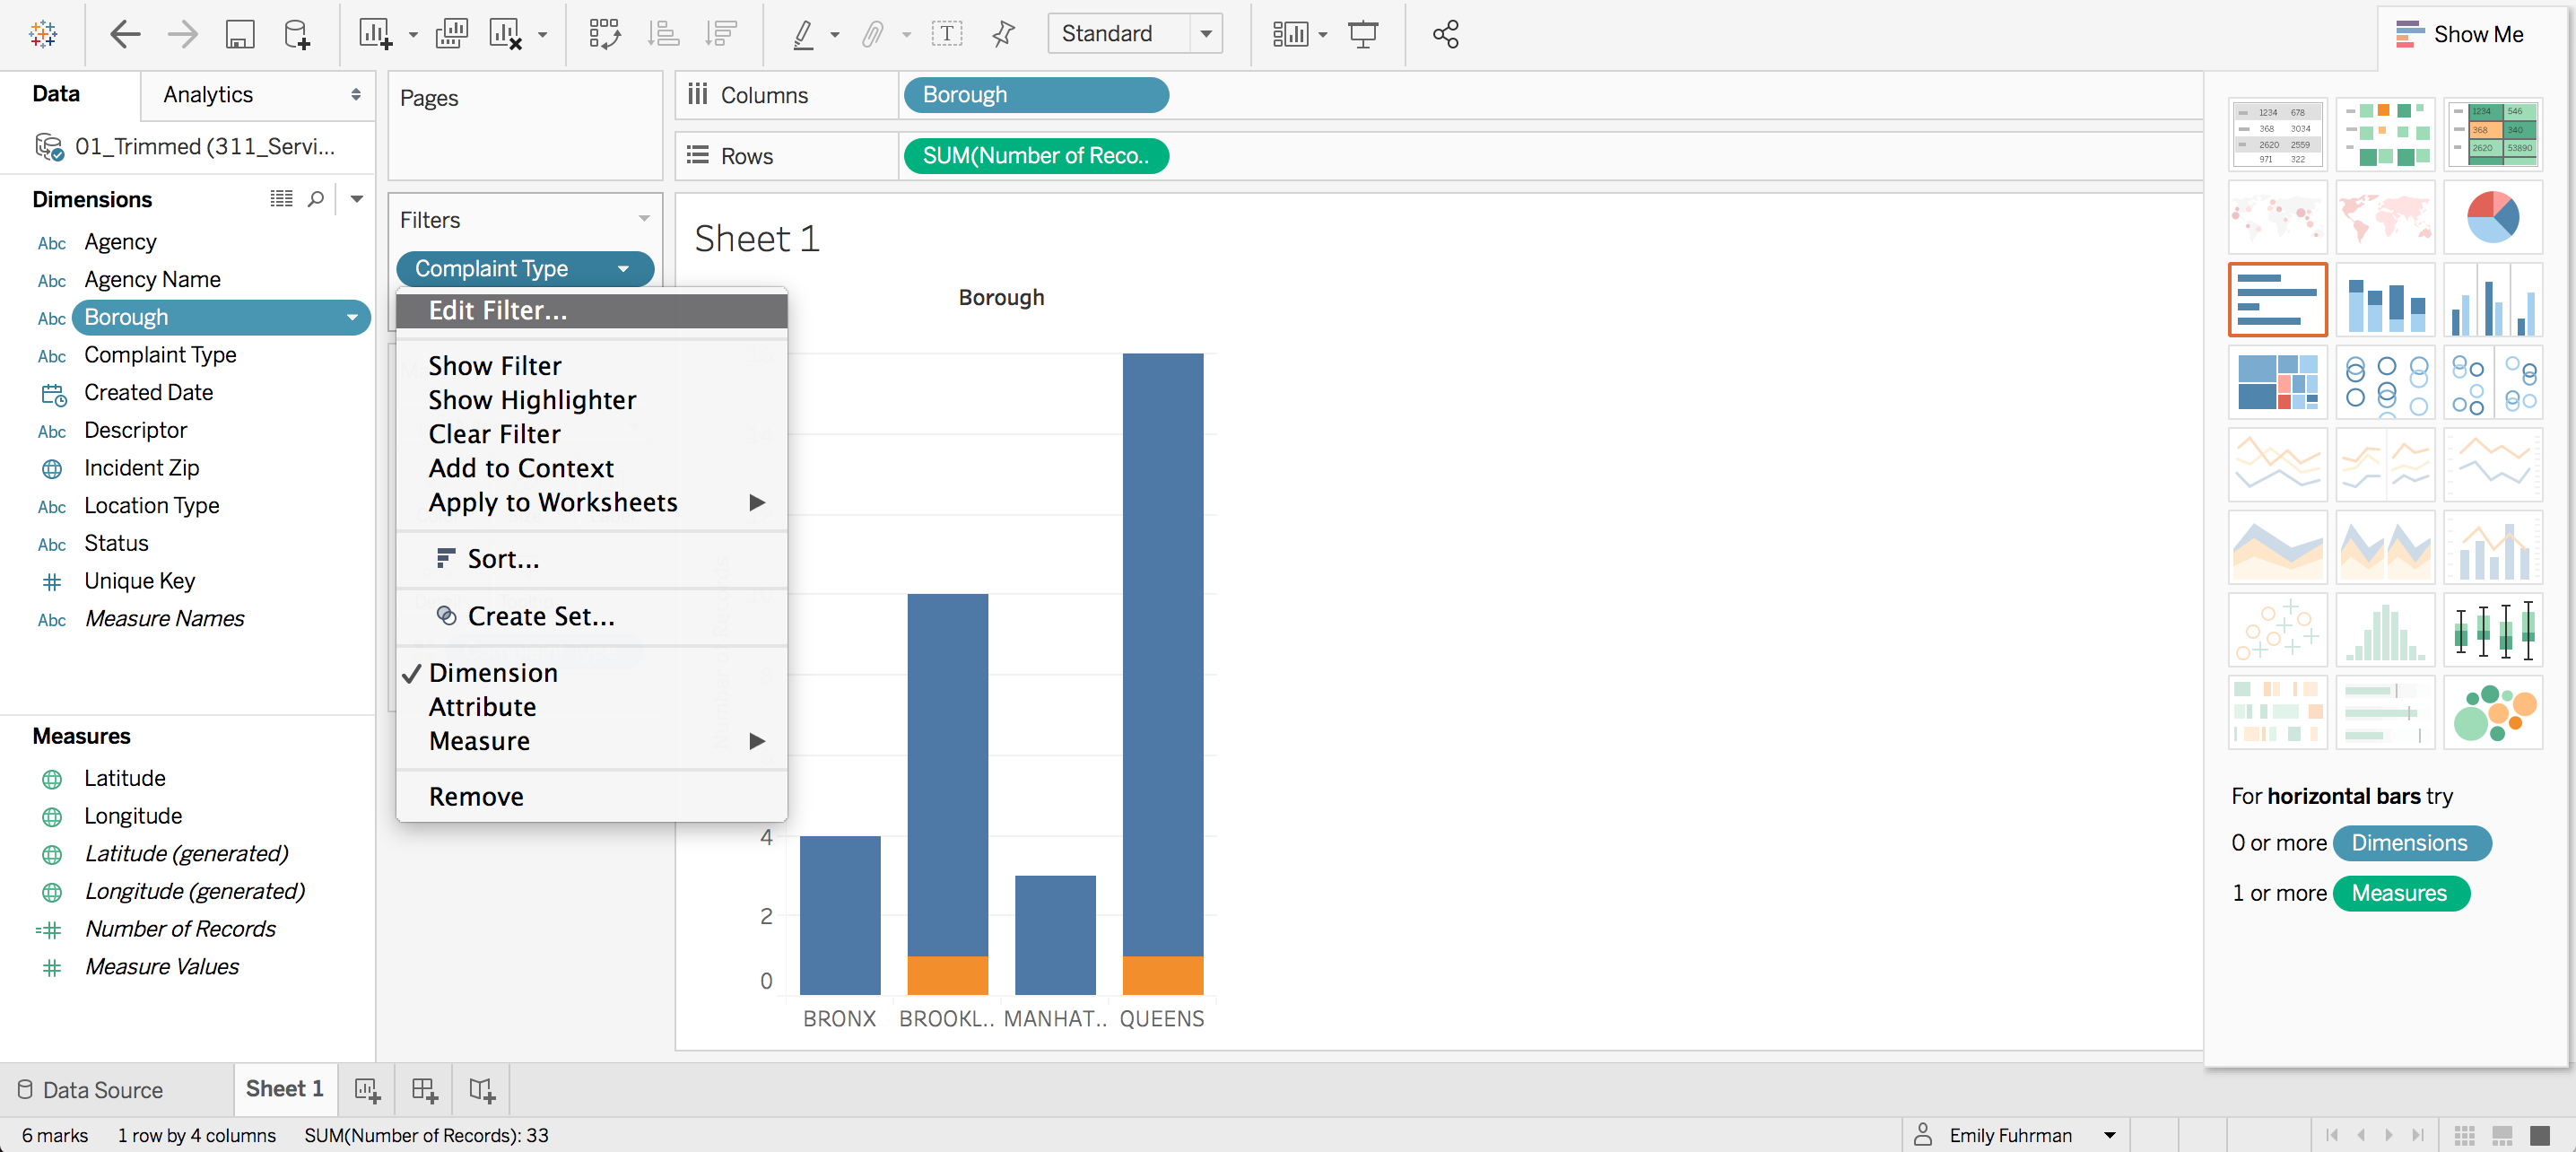 Standard
Show Me
Data
Analytics
01_Trimmed (311_Servi...
Dimensions
Abc Agency
Abc Agency Name
Abc Borough
Abc Complaint Type
Created Date
Abc Descriptor
Incident Zip
Abc Location Type
Abc Status
Unique Key
Abc Measure Names
Measures
Latitude
Longitude
Latitude (generated)
Longitude (generated)
Number of Records
Measure Values
Pages
Filters
Complaint Type
Edit Filter...
Show Filter
Show Highlighter
Clear Filter
Add to Context
Apply to Worksheets
Sort...
Create Set...
Dimension
Attribute
Measure
Remove
Columns
Borough
Rows
SUM(Number of Reco..
Sheet 1
Borough
4
2
0
BRONX BROOKL.. MANHAT.. QUEENS
1234 678
368 3034
2620 2559
971 322
1234 546
368 340
2620 53890
For horizontal bars try
0 or more Dimensions
1 or more Measures
Data Source
Sheet 1
6 marks 1 row by 4 columns SUM(Number of Records): 33
Emily Fuhrman